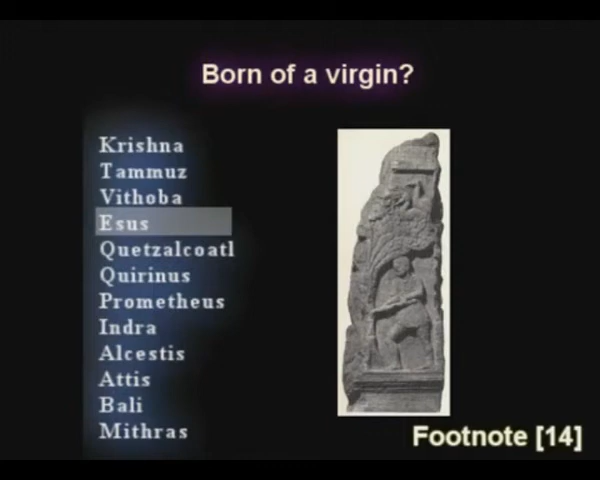 Born of a virgin?
Krishna
Tammuz
Vithoba
Esus
Quetzalcoatl
Quirinus
Prometheus
Indra
Alcestis
Attis
Bali
Mithras
Footnote [14]